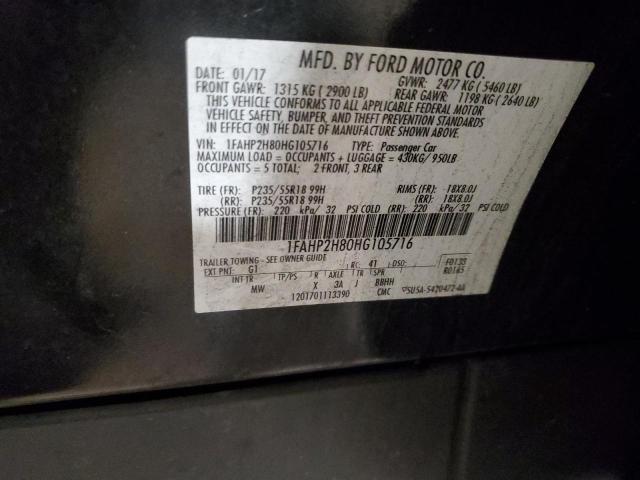 MFD. BY FORD MOTOR CO.
DATE: 01/17 GVWR: 2477 KG ( 5460 LB)
FRONT GAWR: 1315 KG ( 2900 LB) REAR GAWR: 1198 KG ( 2640 LB)
THIS VEHICLE CONFORMS TO ALL APPLICABLE FEDERAL MOTOR
VEHICLE SAFETY, BUMPER, AND THEFT PREVENTION STANDARDS
IN EFFECT ON THE DATE OF MANUFACTURE SHOWN ABOVE.
VIN: 1FAHP2H80HG105716 TYPE: Passenger Car
MAXIMUM LOAD = OCCUPANTS + LUGGAGE = 430KG/ 950LB
OCCUPANTS = 5 TOTAL; 2 FRONT, 3 REAR
TIRE (FR): P235/55R18 99H RIMS (FR): 18X8.0J
(RR): P235/55R18 99H (RR): 18X8.0J
PRESSURE (FR): 220 kPa/ 32 PSI COLD (RR): 220 kPa/ 32 PSI COLD
1FAHP2H80HG105716
TRAILER TOWING - SEE OWNER GUIDE
EXT PNT: G1 RC: 41 DSO: F0133
INT TR TP/PS R AXLE TR SPR R0165
MW X 3A J BBHH
1201701113390 CMC